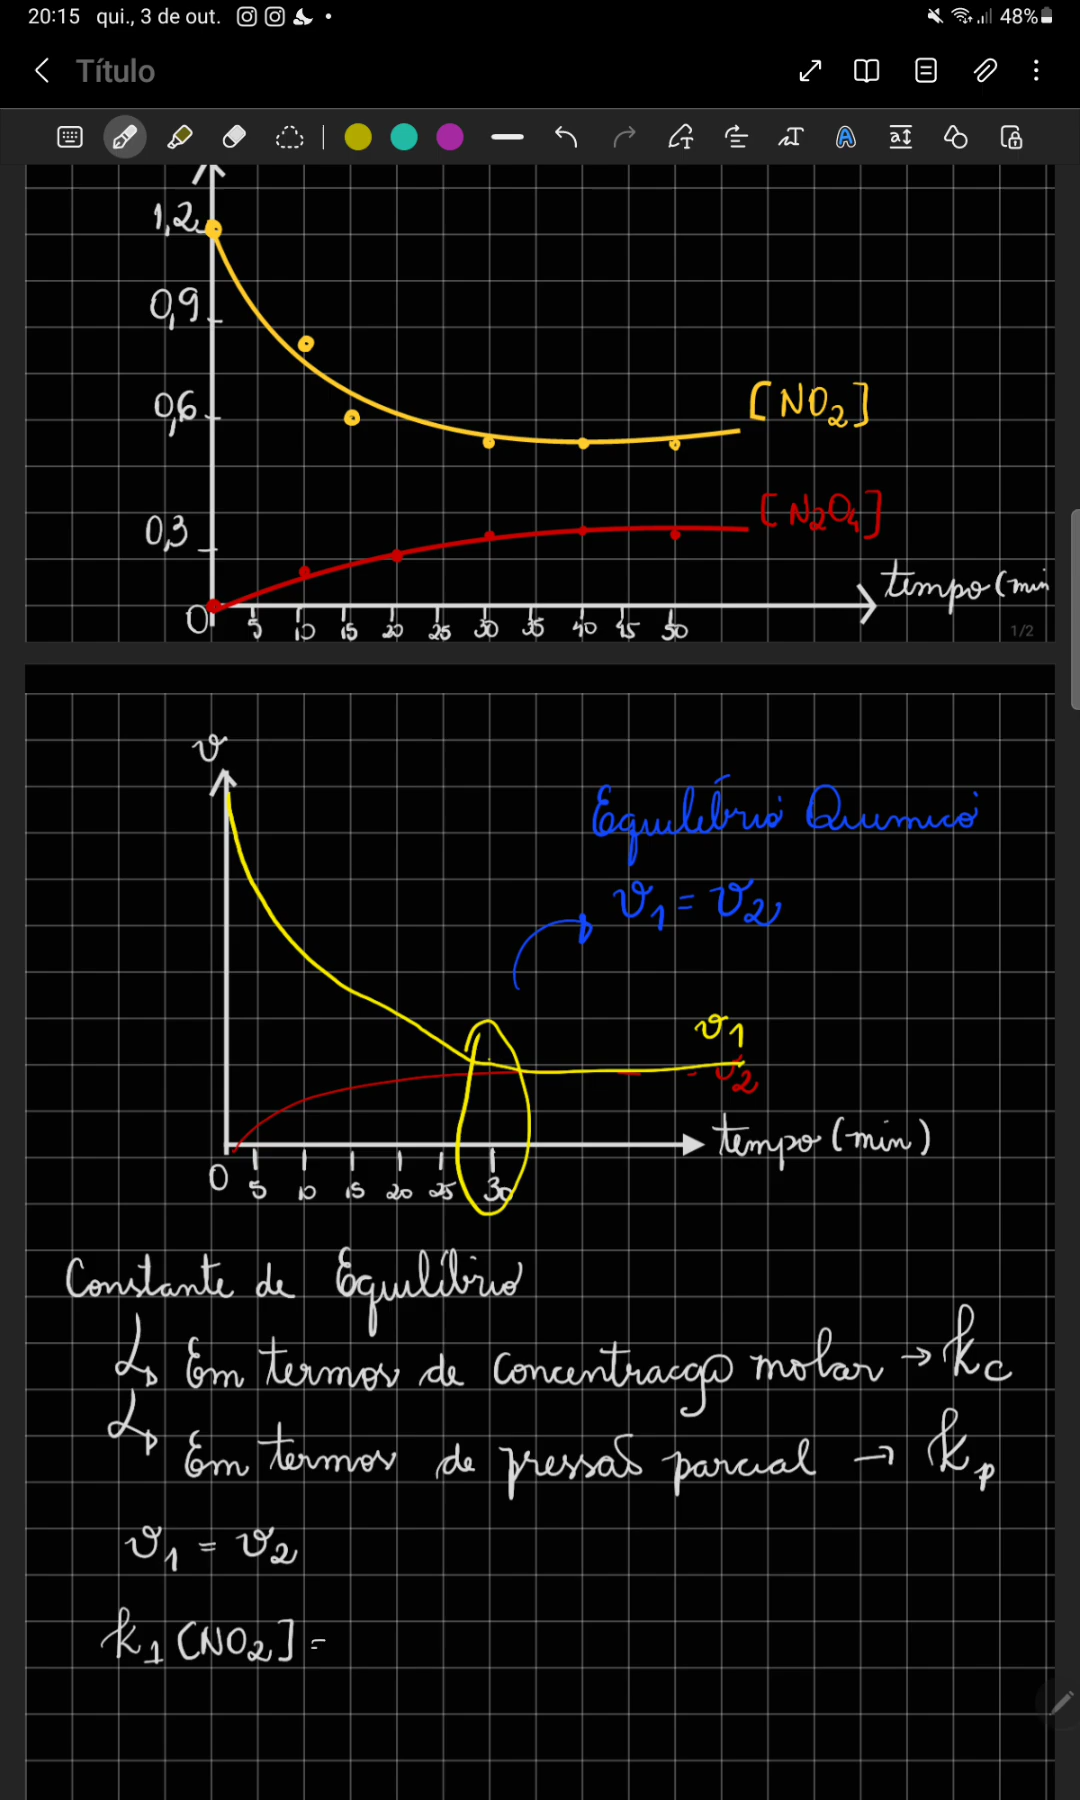 20:15 qui., 3 de out. 48%
Título
1,2
0,9
0,6
[NO2]
0,3
[N2O4]
tempo (min
0 5 10 15 20 25 30 35 40 45 50
1/2
v
Equilíbrio Químico
v1 = v2
v1
v2
tempo (min)
0 5 10 15 20 25 30
Constante de Equilíbrio
↳ Em termos de concentração molar → kc
↳ Em termos de pressão parcial → kp
v1 = v2
k1 [NO2] =